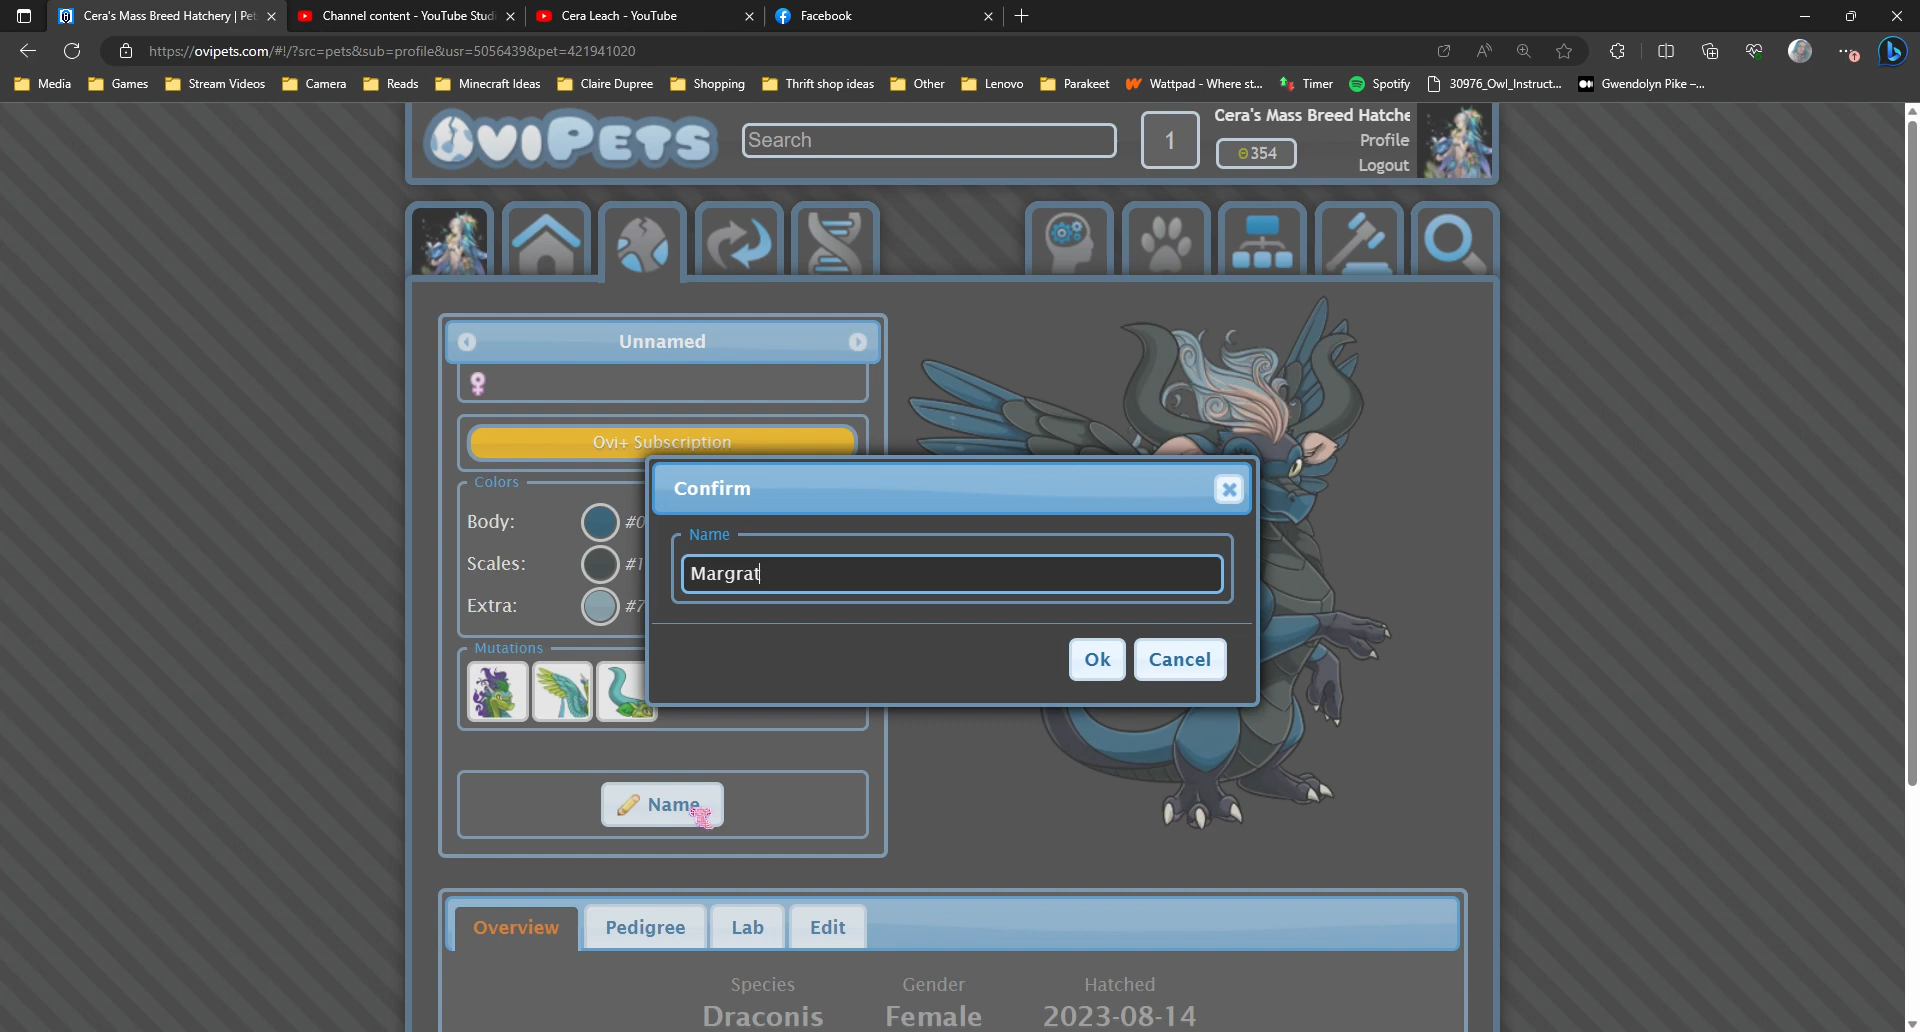 Cera's Mass Breed Hatchery | Pet
Channel content - YouTube Studi
Cera Leach - YouTube
Facebook
https://ovipets.com/#!/?src=pets&sub=profile&usr=5056439&pet=421941020
Media
Games
Stream Videos
Camera
Reads
Minecraft Ideas
Claire Dupree
Shopping
Thrift shop ideas
Other
Lenovo
Parakeet
Wattpad - Where st...
Timer
Spotify
30976_Owl_Instruct...
Gwendolyn Pike –...
OviPets
Search
1
Cera's Mass Breed Hatche
354
Profile
Logout
Unnamed
Ovi+ Subscription
Colors
Body:
#0
Scales:
#1
Extra:
#7
Mutations
Confirm
Name
Margrat
Ok
Cancel
Name
Overview
Pedigree
Lab
Edit
Species
Gender
Hatched
Draconis
Female
2023-08-14